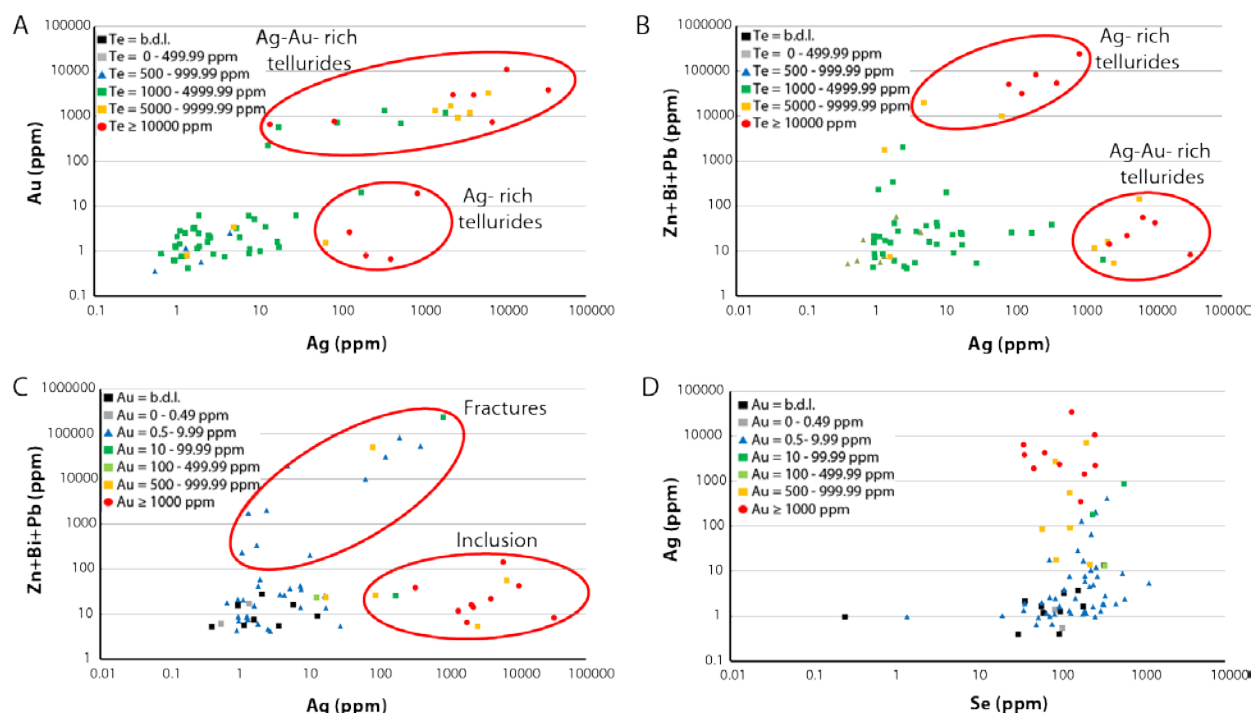 A
Au (ppm)
100000
10000
1000
100
10
1
0.1
Te = b.d.l.
Te = 0 - 499.99 ppm
Te = 500 - 999.99 ppm
Te = 1000 - 4999.99 ppm
Te = 5000 - 9999.99 ppm
Te ≥ 10000 ppm
Ag-Au- rich
tellurides
Ag- rich
tellurides
0.1 1 10 100 1000 10000 100000
Ag (ppm)
B
Zn+Bi+Pb (ppm)
1000000
100000
10000
1000
100
10
1
Te = b.d.l.
Te = 0 - 499.99 ppm
Te = 500 - 999.99 ppm
Te = 1000 - 4999.99 ppm
Te = 5000 - 9999.99 ppm
Te ≥ 10000 ppm
Ag- rich
tellurides
Ag-Au- rich
tellurides
0.01 0.1 1 10 100 1000 10000 100000
Ag (ppm)
C
Zn+Bi+Pb (ppm)
1000000
100000
10000
1000
100
10
1
Au = b.d.l.
Au = 0 - 0.49 ppm
Au = 0.5- 9.99 ppm
Au = 10 - 99.99 ppm
Au = 100 - 499.99 ppm
Au = 500 - 999.99 ppm
Au ≥ 1000 ppm
Fractures
Inclusion
0.01 0.1 1 10 100 1000 10000 100000
Ag (ppm)
D
Ag (ppm)
100000
10000
1000
100
10
1
0.1
Au = b.d.l.
Au = 0 - 0.49 ppm
Au = 0.5- 9.99 ppm
Au = 10 - 99.99 ppm
Au = 100 - 499.99 ppm
Au = 500 - 999.99 ppm
Au ≥ 1000 ppm
0.01 0.1 1 10 100 1000 10000
Se (ppm)